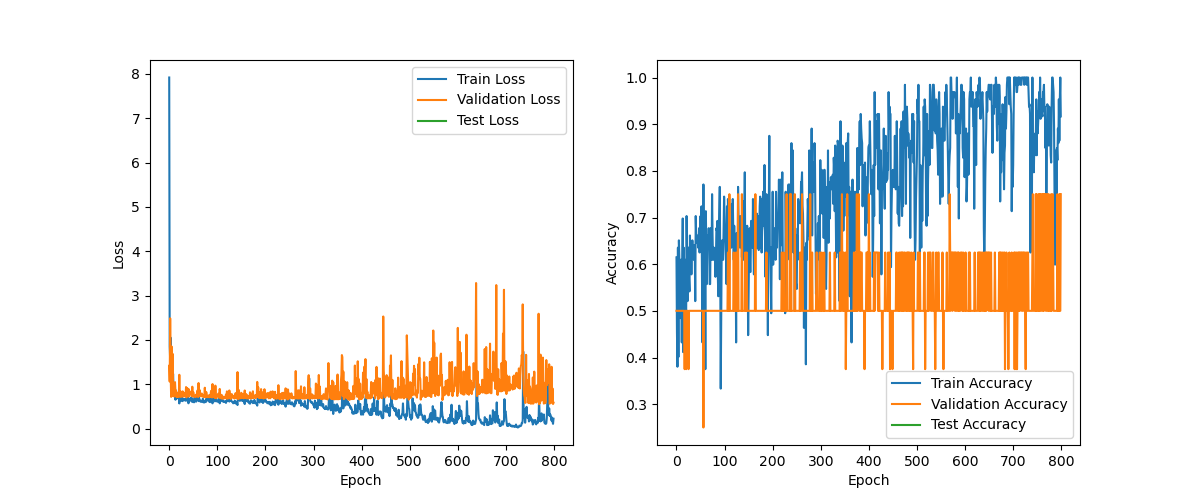 8
7
6
5
4
3
2
1
0
Loss
0 100 200 300 400 500 600 700 800
Epoch
Train Loss
Validation Loss
Test Loss
1.0
0.9
0.8
0.7
0.6
0.5
0.4
0.3
Accuracy
0 100 200 300 400 500 600 700 800
Epoch
Train Accuracy
Validation Accuracy
Test Accuracy